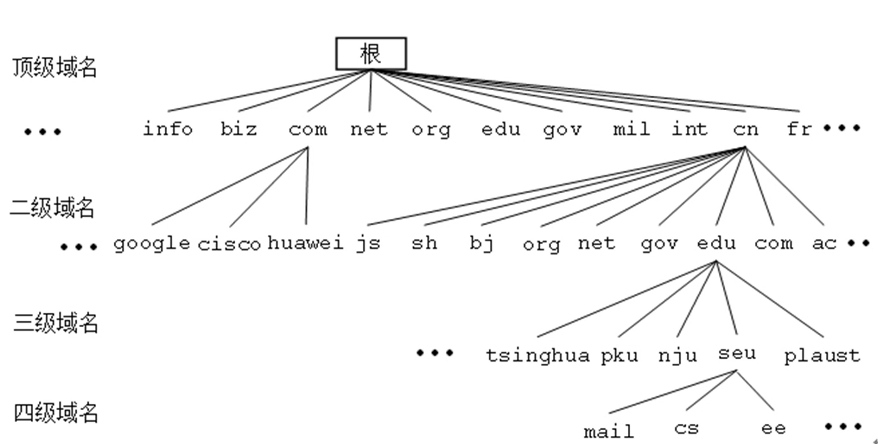 根
顶级域名
••• info biz com net org edu gov mil int cn fr •••
二级域名
••• google cisco huawei js sh bj org net gov edu com ac ••
三级域名
••• tsinghua pku nju seu plaust
四级域名
mail cs ee •••